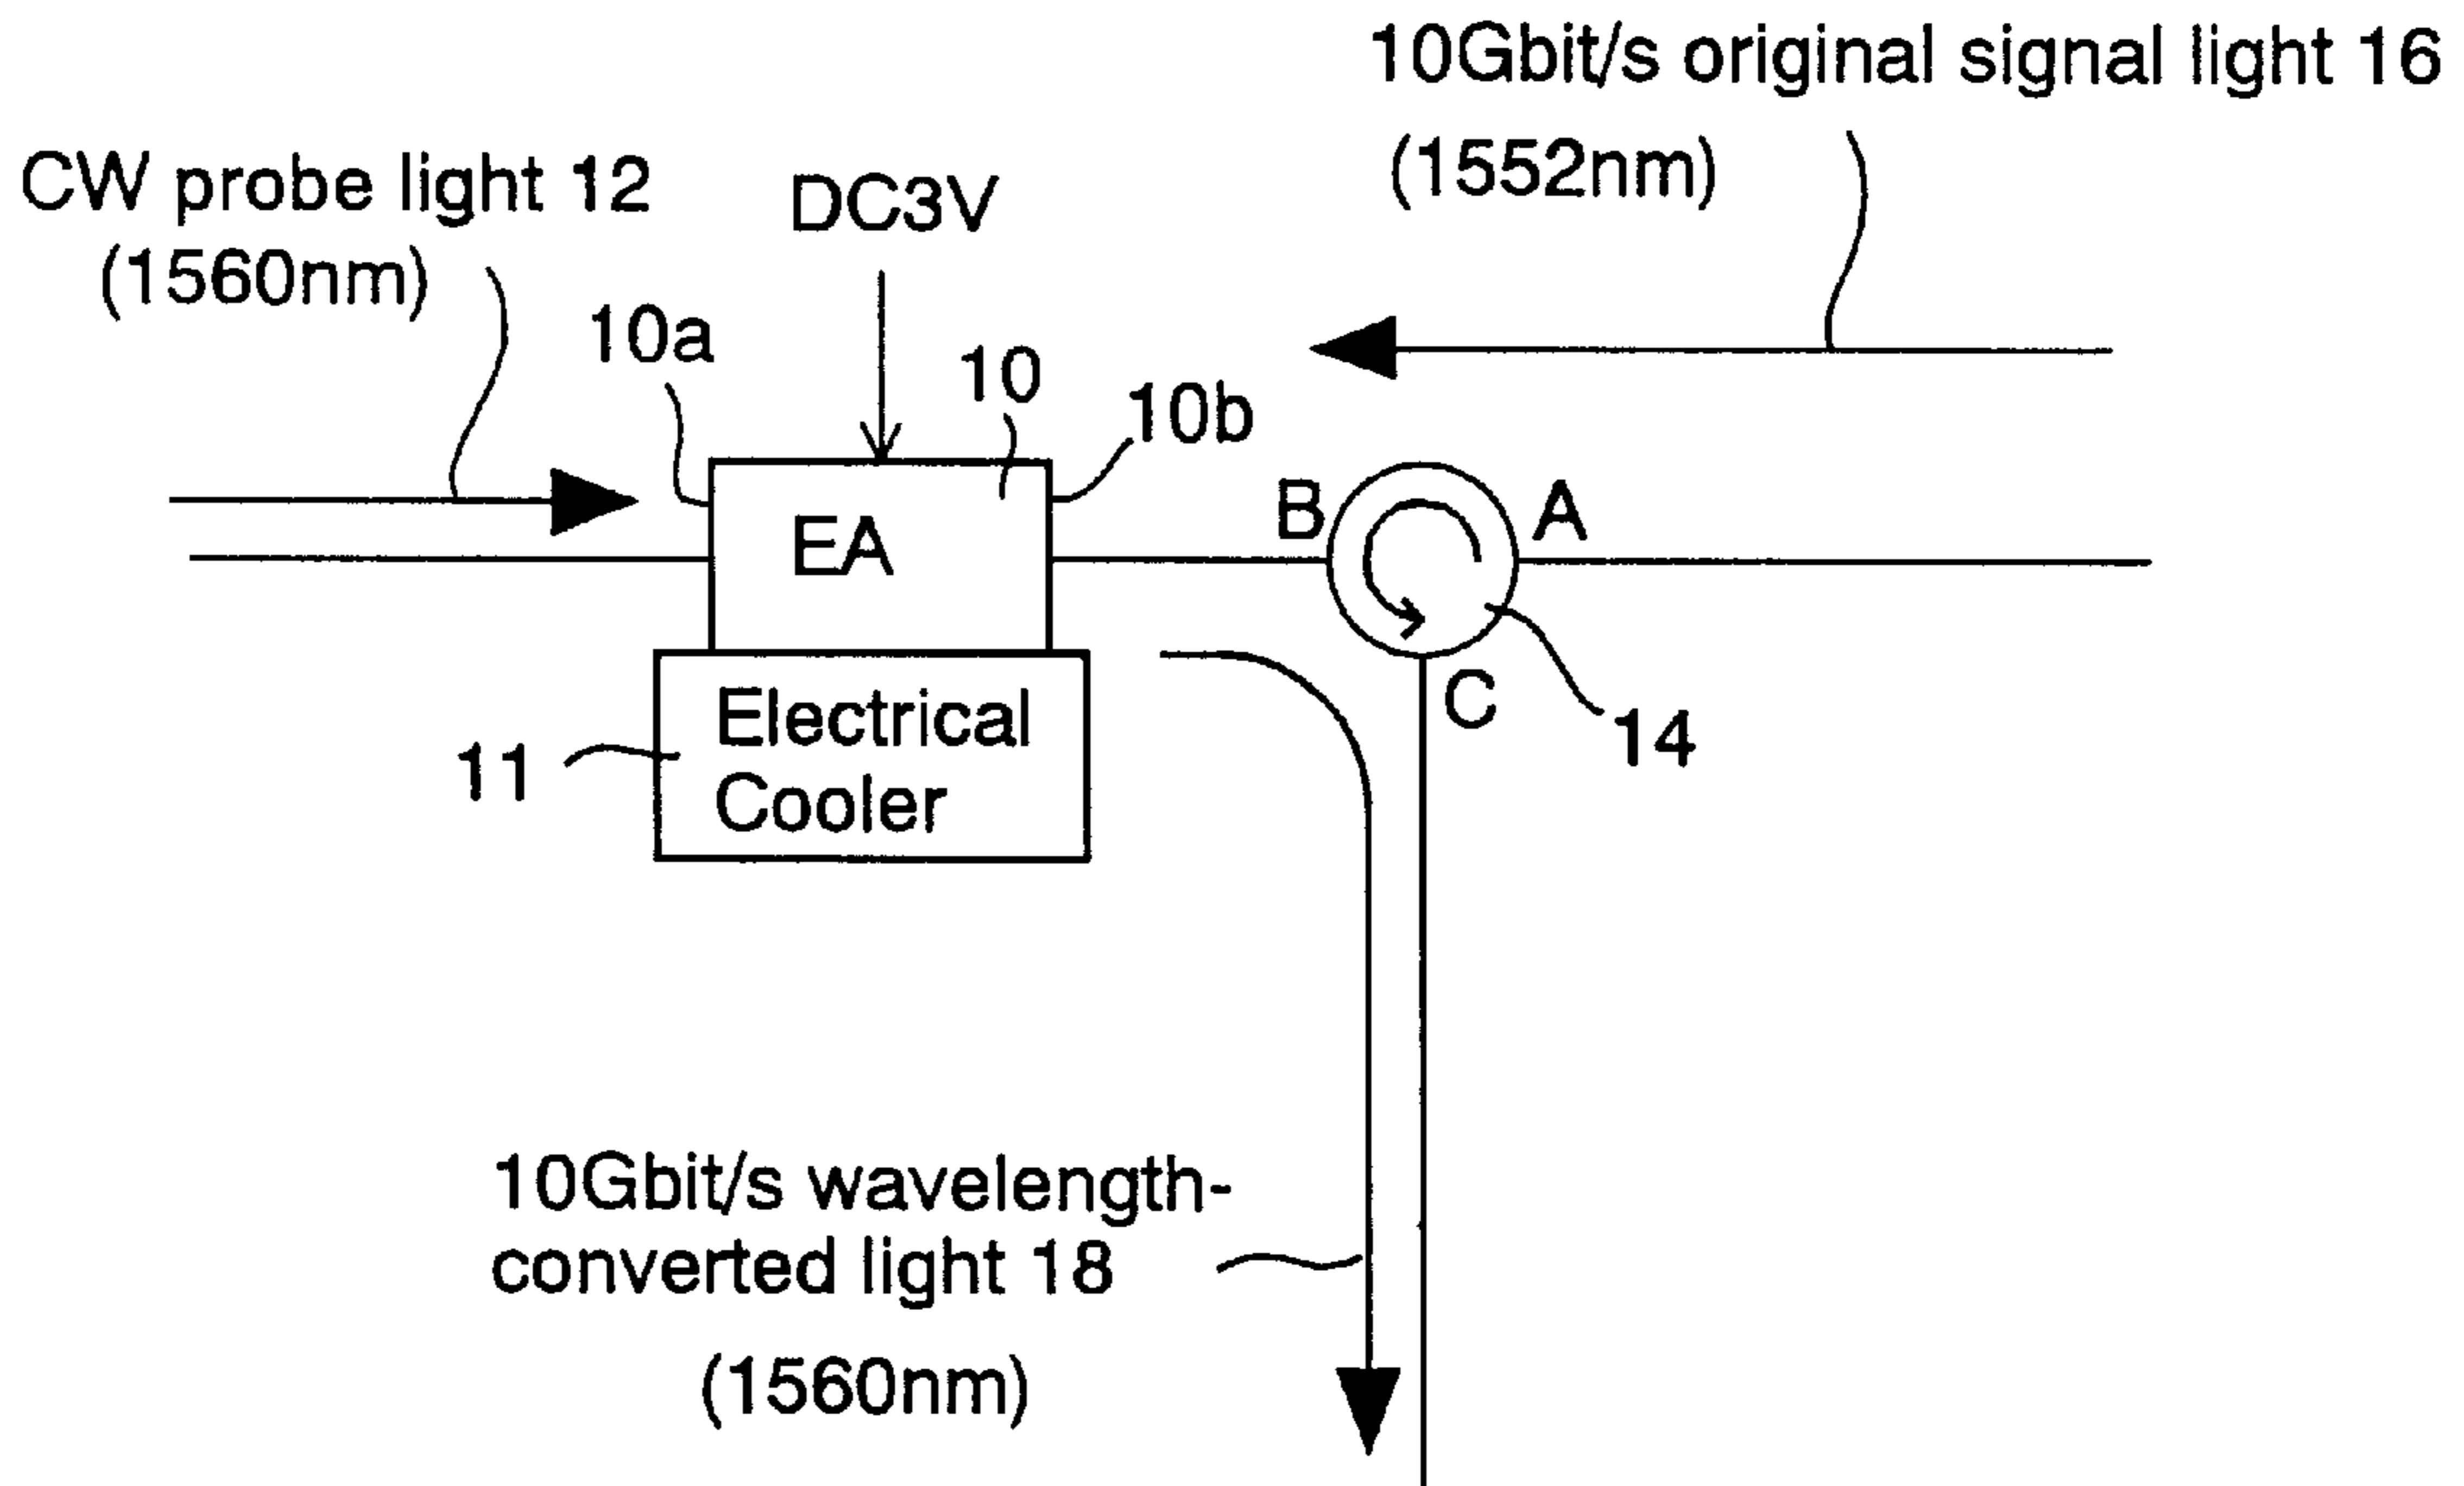 10Gbit/s original signal light 16
(1552nm)
CW probe light 12
(1560nm)
DC3V
10a
10
10b
EA
B
A
C
14
Electrical
Cooler
11
10Gbit/s wavelength-
converted light 18
(1560nm)